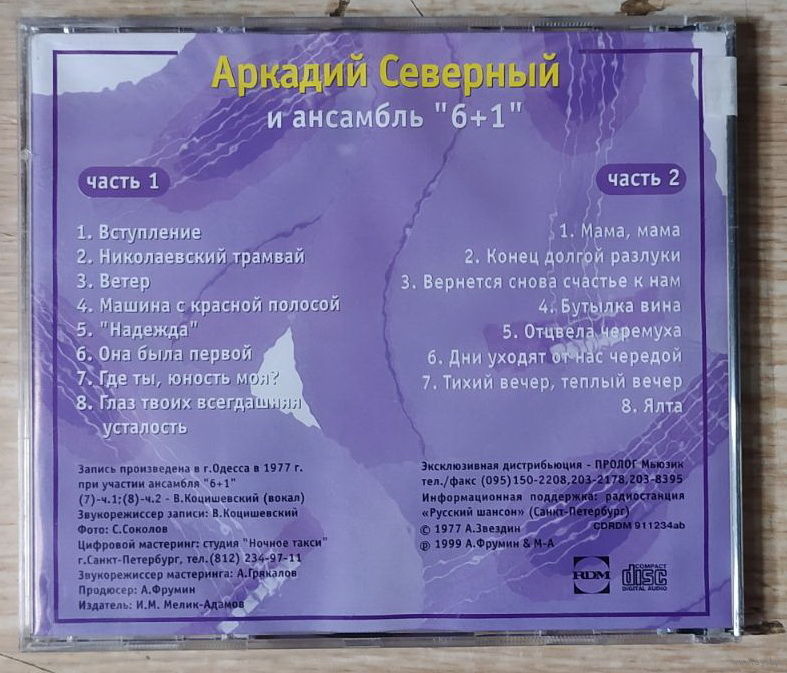 Аркадий Северный
и ансамбль "6+1"
часть 1
1. Вступление
2. Николаевский трамвай
3. Ветер
4. Машина с красной полосой
5. "Надежда"
6. Она была первой
7. Где ты, юность моя?
8. Глаз твоих всегдашняя
усталость
часть 2
1. Мама, мама
2. Конец долгой разлуки
3. Вернется снова счастье к нам
4. Бутылка вина
5. Отцвела черемуха
6. Дни уходят от нас чередой
7. Тихий вечер, теплый вечер
8. Ялта
Запись произведена в г.Одесса в 1977 г.
при участии ансамбля "6+1"
(7)-ч.1;(8)-ч.2 - В.Коцишевский (вокал)
Звукорежиссер записи: В.Коцишевский
Фото: С.Соколов
Цифровой мастеринг: студия "Ночное такси"
г.Санкт-Петербург, тел.(812) 234-97-11
Звукорежиссер мастеринга: А.Грякалов
Продюсер: А.Фрумин
Издатель: И.М. Мелик-Адамов
Эксклюзивная дистрибьюция - ПРОЛОГ Мьюзик
тел./факс (095)150-2208,203-2178,203-8395
Информационная поддержка: радиостанция
«Русский шансон» (Санкт-Петербург)
© 1977 А.Звездин
CDRDM 911234ab
℗ 1999 А.Фрумин & М-А
RDM
COMPACT
disc
DIGITAL AUDIO